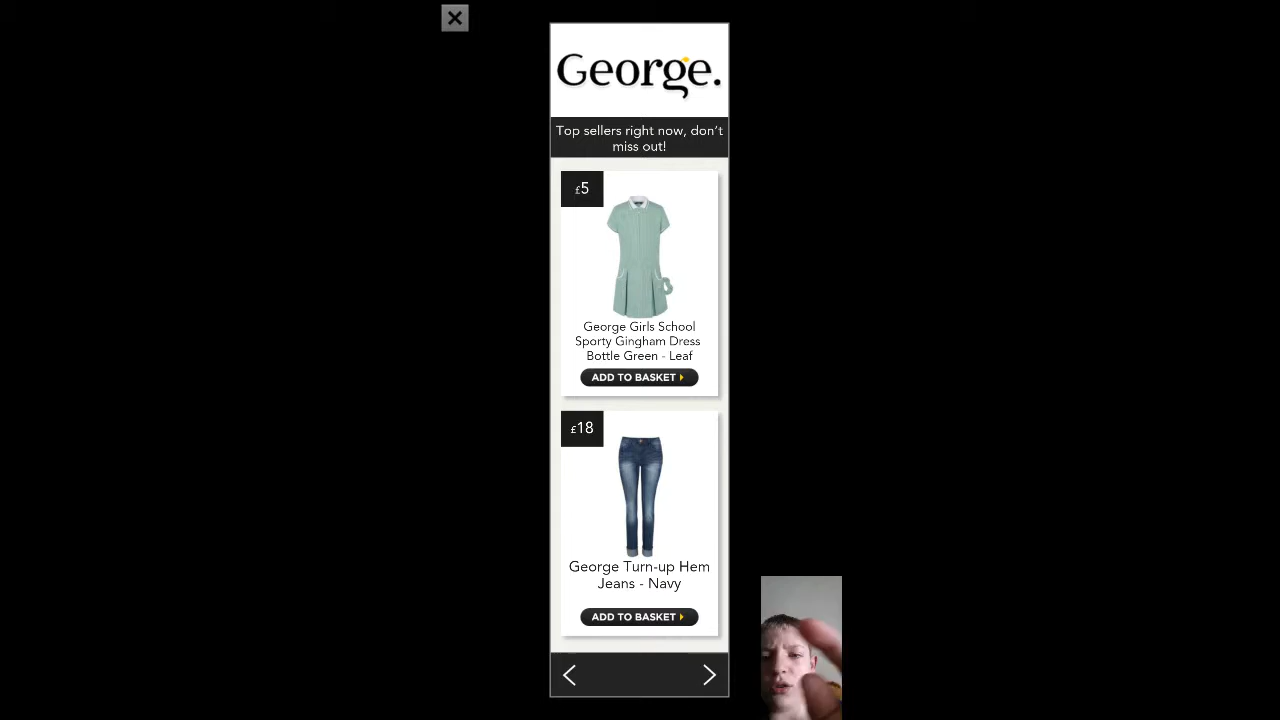 George.
Top sellers right now, don't
miss out!
£5
George Girls School
Sporty Gingham Dress
Bottle Green - Leaf
ADD TO BASKET
£18
George Turn-up Hem
Jeans - Navy
ADD TO BASKET